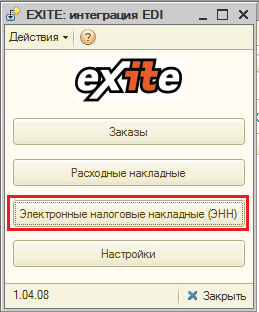 EXITE: интеграция EDI
Действия
?
exite
Заказы
Расходные накладные
Электронные налоговые накладные (ЭНН)
Настройки
1.04.08 Закрыть